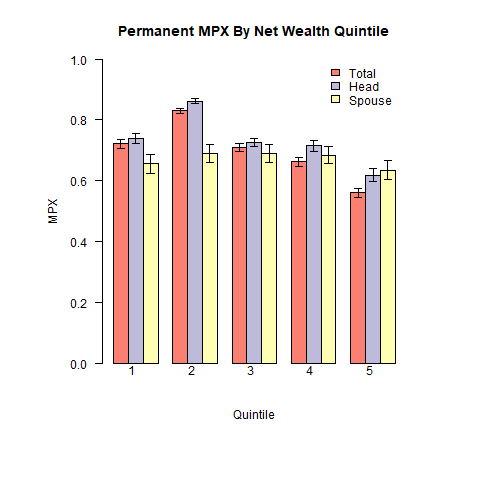 Permanent MPX By Net Wealth Quintile
Total
Head
Spouse
1.0
0.8
0.6
0.4
0.2
0.0
MPX
1 2 3 4 5
Quintile